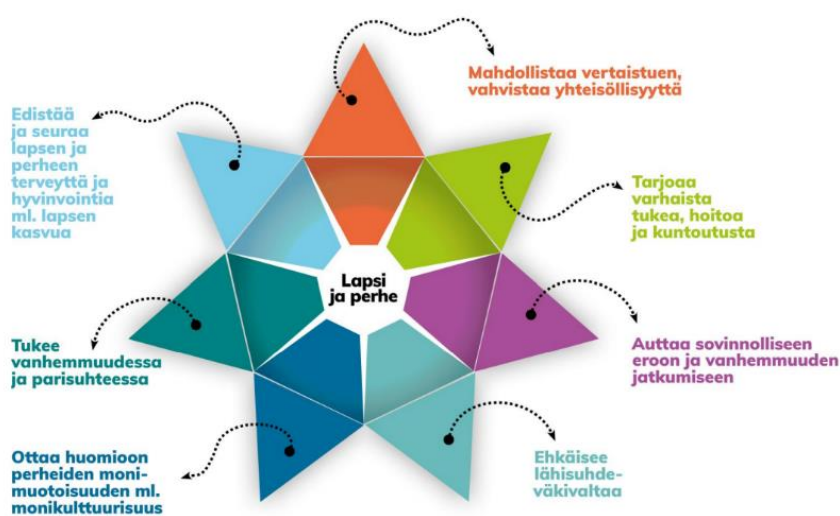 Mahdollistaa vertaistuen,
vahvistaa yhteisöllisyyttä
Edistää
ja seuraa
lapsen ja
perheen
terveyttä ja
hyvinvointia
ml. lapsen
kasvua
Tarjoaa
varhaista
tukea, hoitoa
ja kuntoutusta
Lapsi
ja perhe
Tukee
vanhemmuudessa
ja parisuhteessa
Auttaa sovinnolliseen
eroon ja vanhemmuuden
jatkumiseen
Ottaa huomioon
perheiden moni-
muotoisuuden ml.
monikulttuurisuus
Ehkäisee
lähisuhde-
väkivaltaa